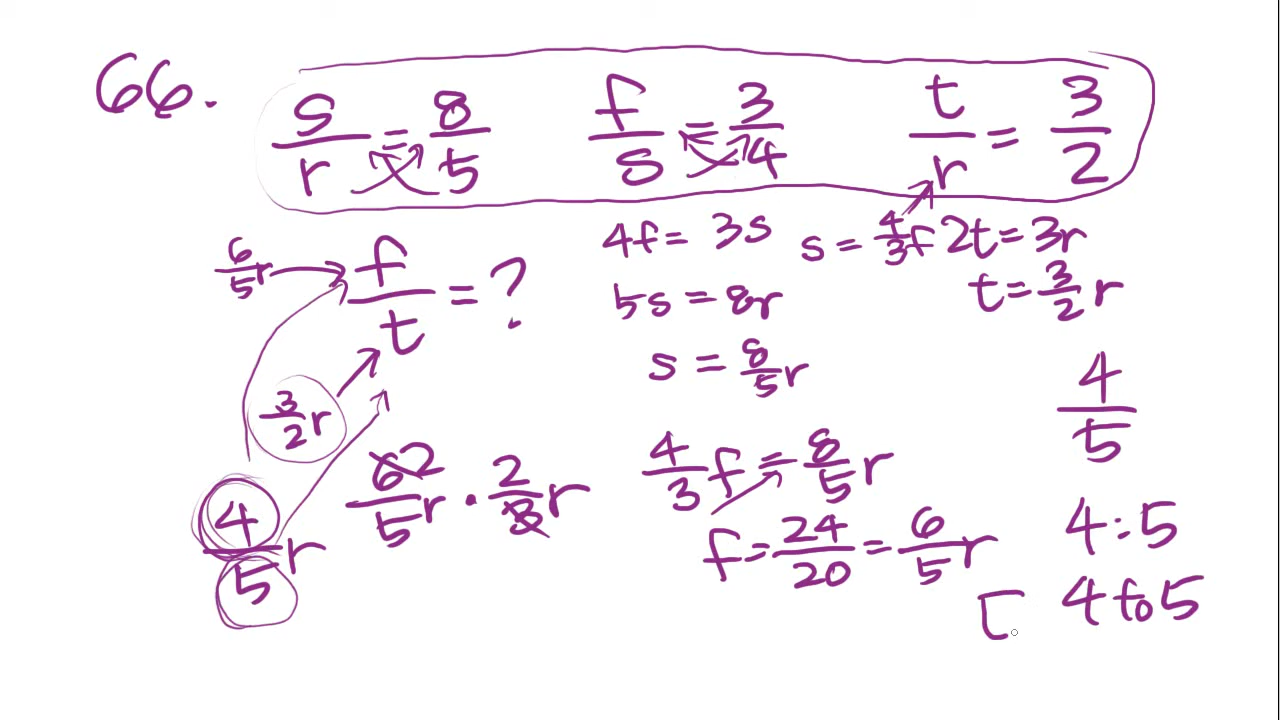 66. s/r = 8/5 f/s = 3/4 t/r = 3/2
4f = 3s s = 4/3 f 2t = 3r
6/5 r f/t = ? 5s = 8r t = 3/2 r
s = 8/5 r
3/2 r 4/5
6 2/5 r · 2/3 r 4/3 f = 8/5 r
4/5 r f = 24/20 = 6/5 r 4:5
[ 4 to 5